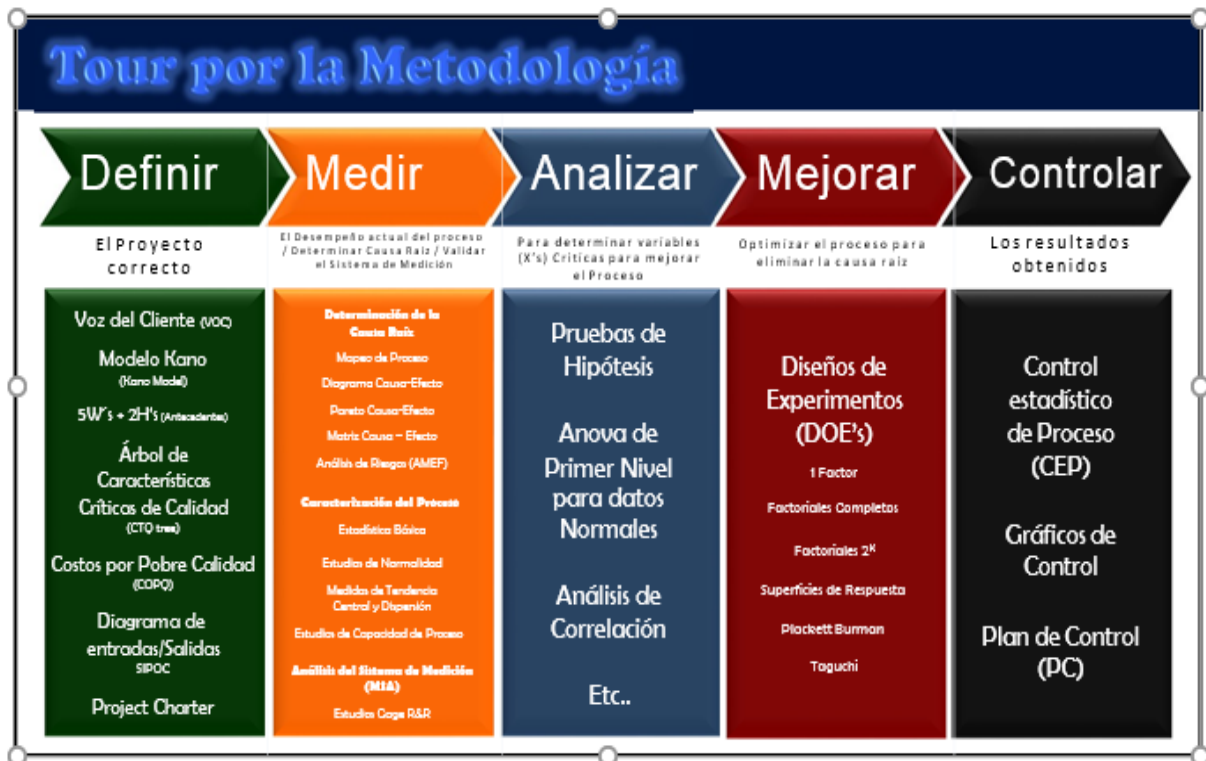 Tour por la Metodología
Definir
Medir
Analizar
Mejorar
Controlar
El Proyecto
correcto
El Desempeño actual del proceso
/ Determinar Causa Raíz / Validar
el Sistema de Medición
Para determinar variables
(X's) Críticas para mejorar
el Proceso
Optimizar el proceso para
eliminar la causa raíz
Los resultados
obtenidos
Voz del Cliente (VOC)
Modelo Kano
(Kano Model)
5W´s + 2H's (Antecedentes)
Árbol de
Características
Críticas de Calidad
(CTQ tree)
Costos por Pobre Calidad
(COPQ)
Diagrama de
entradas/Salidas
SIPOC
Project Charter
Determinación de la
Causa Raíz
Mapeo de Proceso
Diagrama Causa-Efecto
Pareto Causa-Efecto
Matriz Causa – Efecto
Análisis de Riesgos (AMEF)
Caracterización del Proceso
Estadística Básica
Estudios de Normalidad
Medidas de Tendencia
Central y Dispersión
Estudios de Capacidad de Proceso
Análisis del Sistema de Medición
(MSA)
Estudios Gage R&R
Pruebas de
Hipótesis
Anova de
Primer Nivel
para datos
Normales
Análisis de
Correlación
Etc..
Diseños de
Experimentos
(DOE's)
1 Factor
Factoriales Completos
Factoriales 2ᴷ
Superficies de Respuesta
Plackett Burman
Taguchi
Control
estadístico
de Proceso
(CEP)
Gráficos de
Control
Plan de Control
(PC)